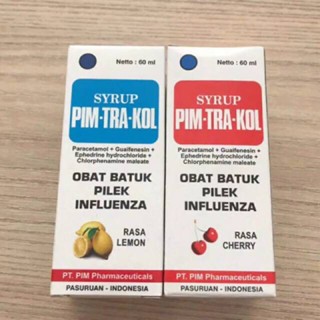 Netto : 60 ml
SYRUP
PIM-TRA-KOL
Paracetamol + Guaifenesin +
Ephedrine hydrochloride +
Chlorphenamine maleate
OBAT BATUK
PILEK
INFLUENZA
RASA
LEMON
PT. PIM Pharmaceuticals
PASURUAN - INDONESIA
Netto : 60 ml
SYRUP
PIM-TRA-KOL
Paracetamol + Guaifenesin +
Ephedrine hydrochloride +
Chlorphenamine maleate
OBAT BATUK
PILEK
INFLUENZA
RASA
CHERRY
PT. PIM Pharmaceuticals
PASURUAN - INDONESIA